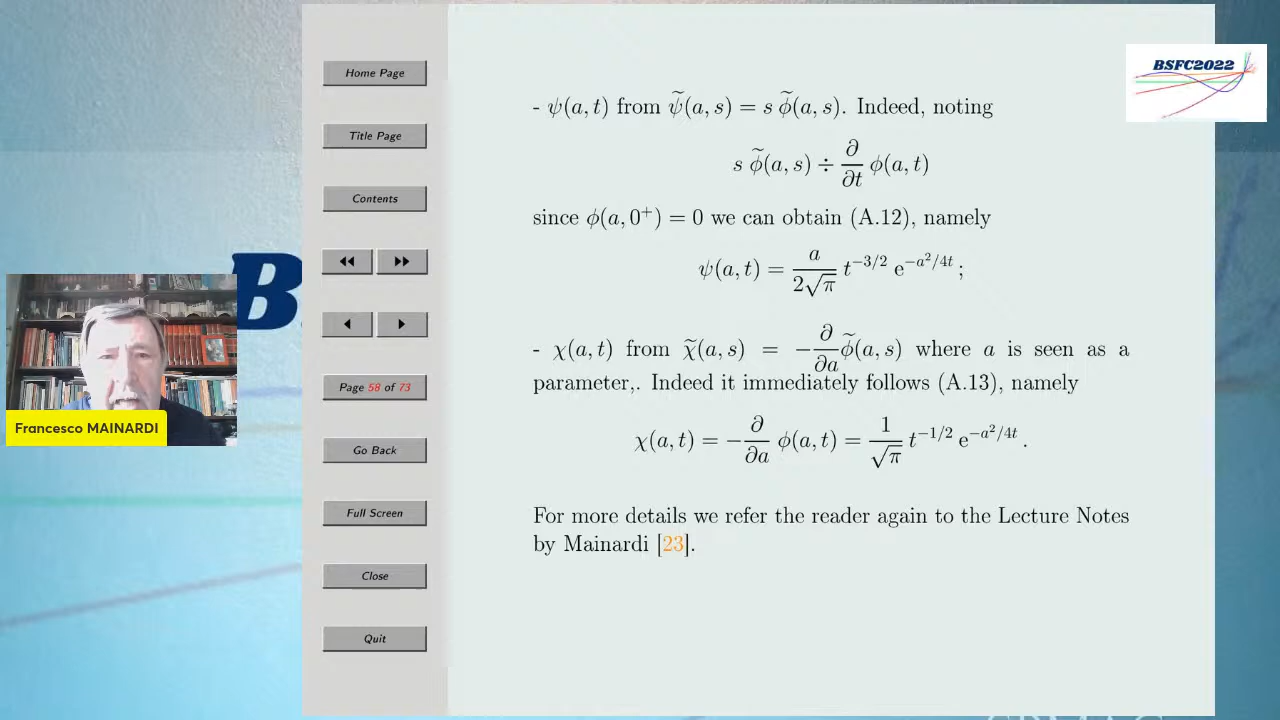 Home Page
Title Page
Contents
Page 58 of 73
Go Back
Full Screen
Close
Quit
BSFC2022
- ψ(a, t) from ψ̃(a, s) = s φ̃(a, s). Indeed, noting
s φ̃(a, s) ÷ ∂/∂t ϕ(a, t)
since ϕ(a, 0⁺) = 0 we can obtain (A.12), namely
ψ(a, t) = a/(2√π) t^{-3/2} e^{-a²/4t} ;
- χ(a, t) from χ̃(a, s) = −∂/∂a ϕ̃(a, s) where a is seen as a
parameter,. Indeed it immediately follows (A.13), namely
χ(a, t) = −∂/∂a ϕ(a, t) = 1/√π t^{-1/2} e^{-a²/4t} .
For more details we refer the reader again to the Lecture Notes
by Mainardi [23].
Francesco MAINARDI